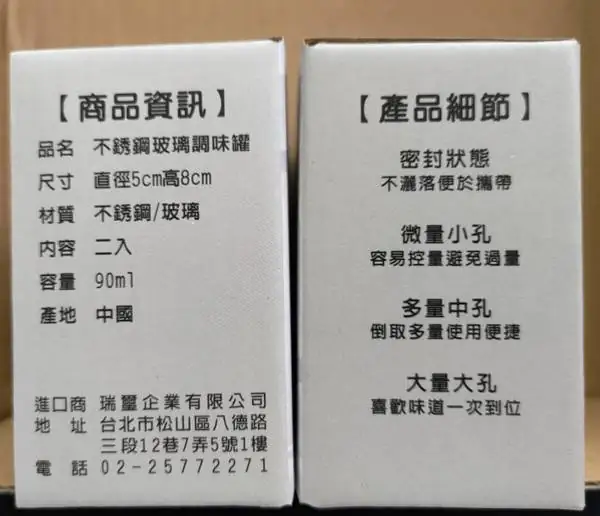 【商品資訊】
品名 不銹鋼玻璃調味罐
尺寸 直徑5cm高8cm
材質 不銹鋼/玻璃
內容 二入
容量 90ml
產地 中國
進口商 瑞璽企業有限公司
地址 台北市松山區八德路
三段12巷7弄5號1樓
電話 02-25772271
【產品細節】
密封狀態
不灑落便於攜帶
微量小孔
容易控量避免過量
多量中孔
倒取多量使用便捷
大量大孔
喜歡味道一次到位